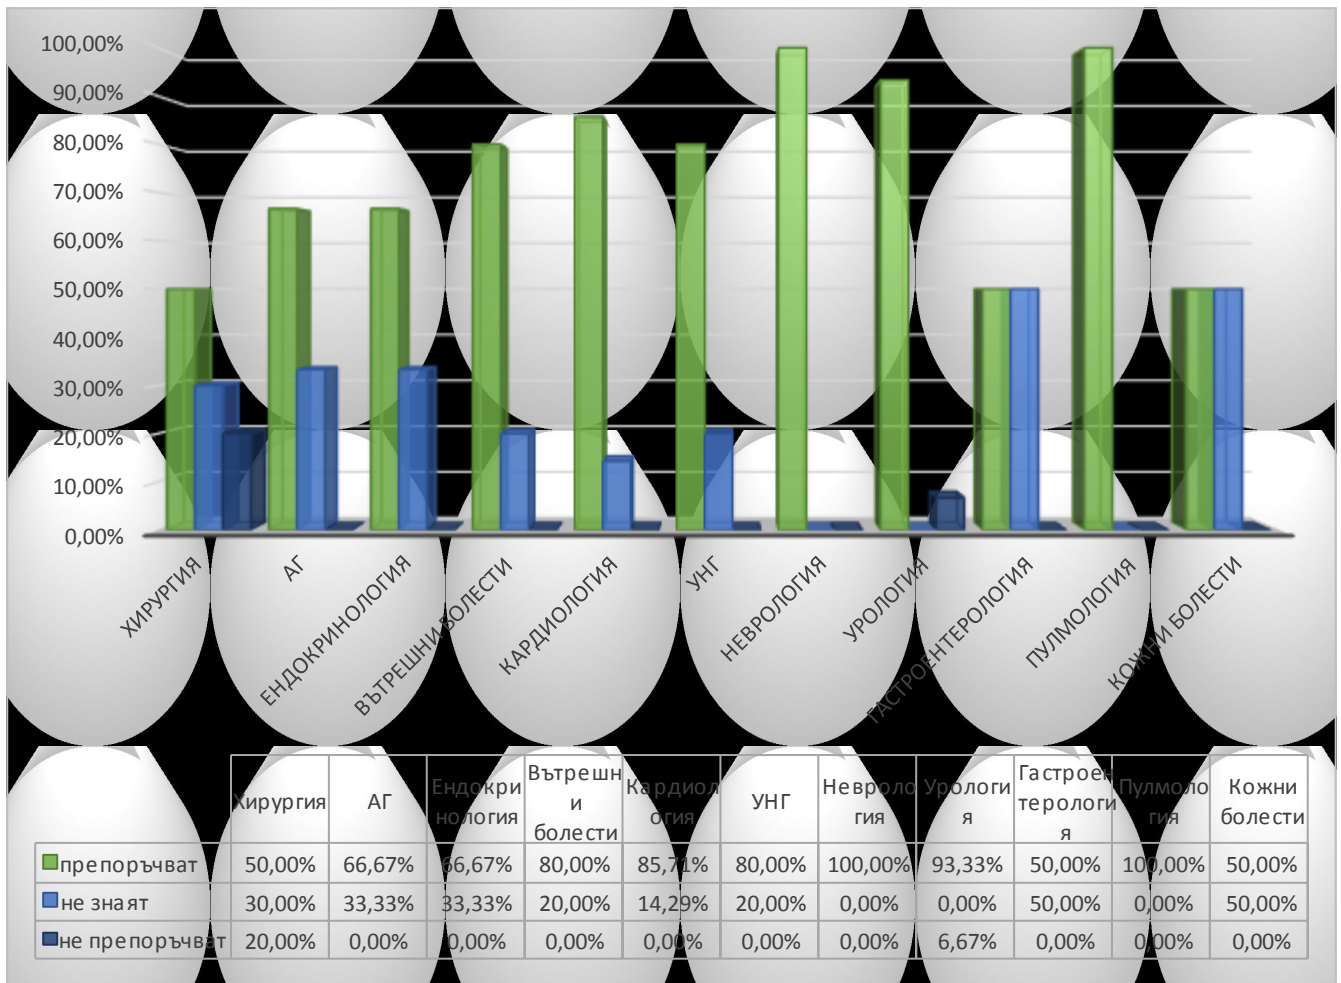 100,00%
90,00%
80,00%
70,00%
60,00%
50,00%
40,00%
30,00%
20,00%
10,00%
0,00%
ХИРУРГИЯ
АГ
ЕНДОКРИНОЛОГИЯ
ВЪТРЕШНИ БОЛЕСТИ
КАРДИОЛОГИЯ
УНГ
НЕВРОЛОГИЯ
УРОЛОГИЯ
ГАСТРОЕНТЕРОЛОГИЯ
ПУЛМОЛОГИЯ
КОЖНИ БОЛЕСТИ
Хирургия
АГ
Ендокри
нология
Вътрешн
и
болести
Кардиол
огия
УНГ
Невроло
гия
Урологи
я
Гастроен
терологи
я
Пулмоло
гия
Кожни
болести
препоръчват 50,00% 66,67% 66,67% 80,00% 85,71% 80,00% 100,00% 93,33% 50,00% 100,00% 50,00%
не знаят 30,00% 33,33% 33,33% 20,00% 14,29% 20,00% 0,00% 0,00% 50,00% 0,00% 50,00%
не препоръчват 20,00% 0,00% 0,00% 0,00% 0,00% 0,00% 0,00% 6,67% 0,00% 0,00% 0,00%